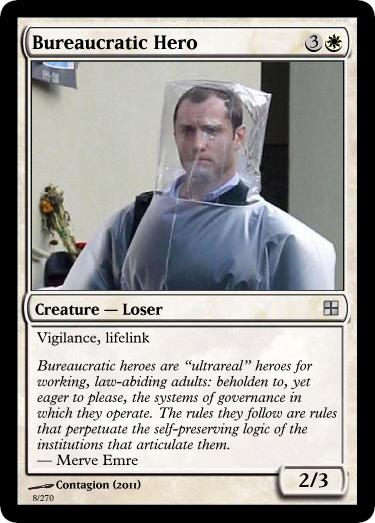 Bureaucratic Hero 3
Creature — Loser
Vigilance, lifelink
Bureaucratic heroes are “ultrareal” heroes for
working, law-abiding adults: beholden to, yet
eager to please, the systems of governance in
which they operate. The rules they follow are rules
that perpetuate the self-preserving logic of the
institutions that articulate them.
— Merve Emre
2/3
Contagion (2011)
8/270